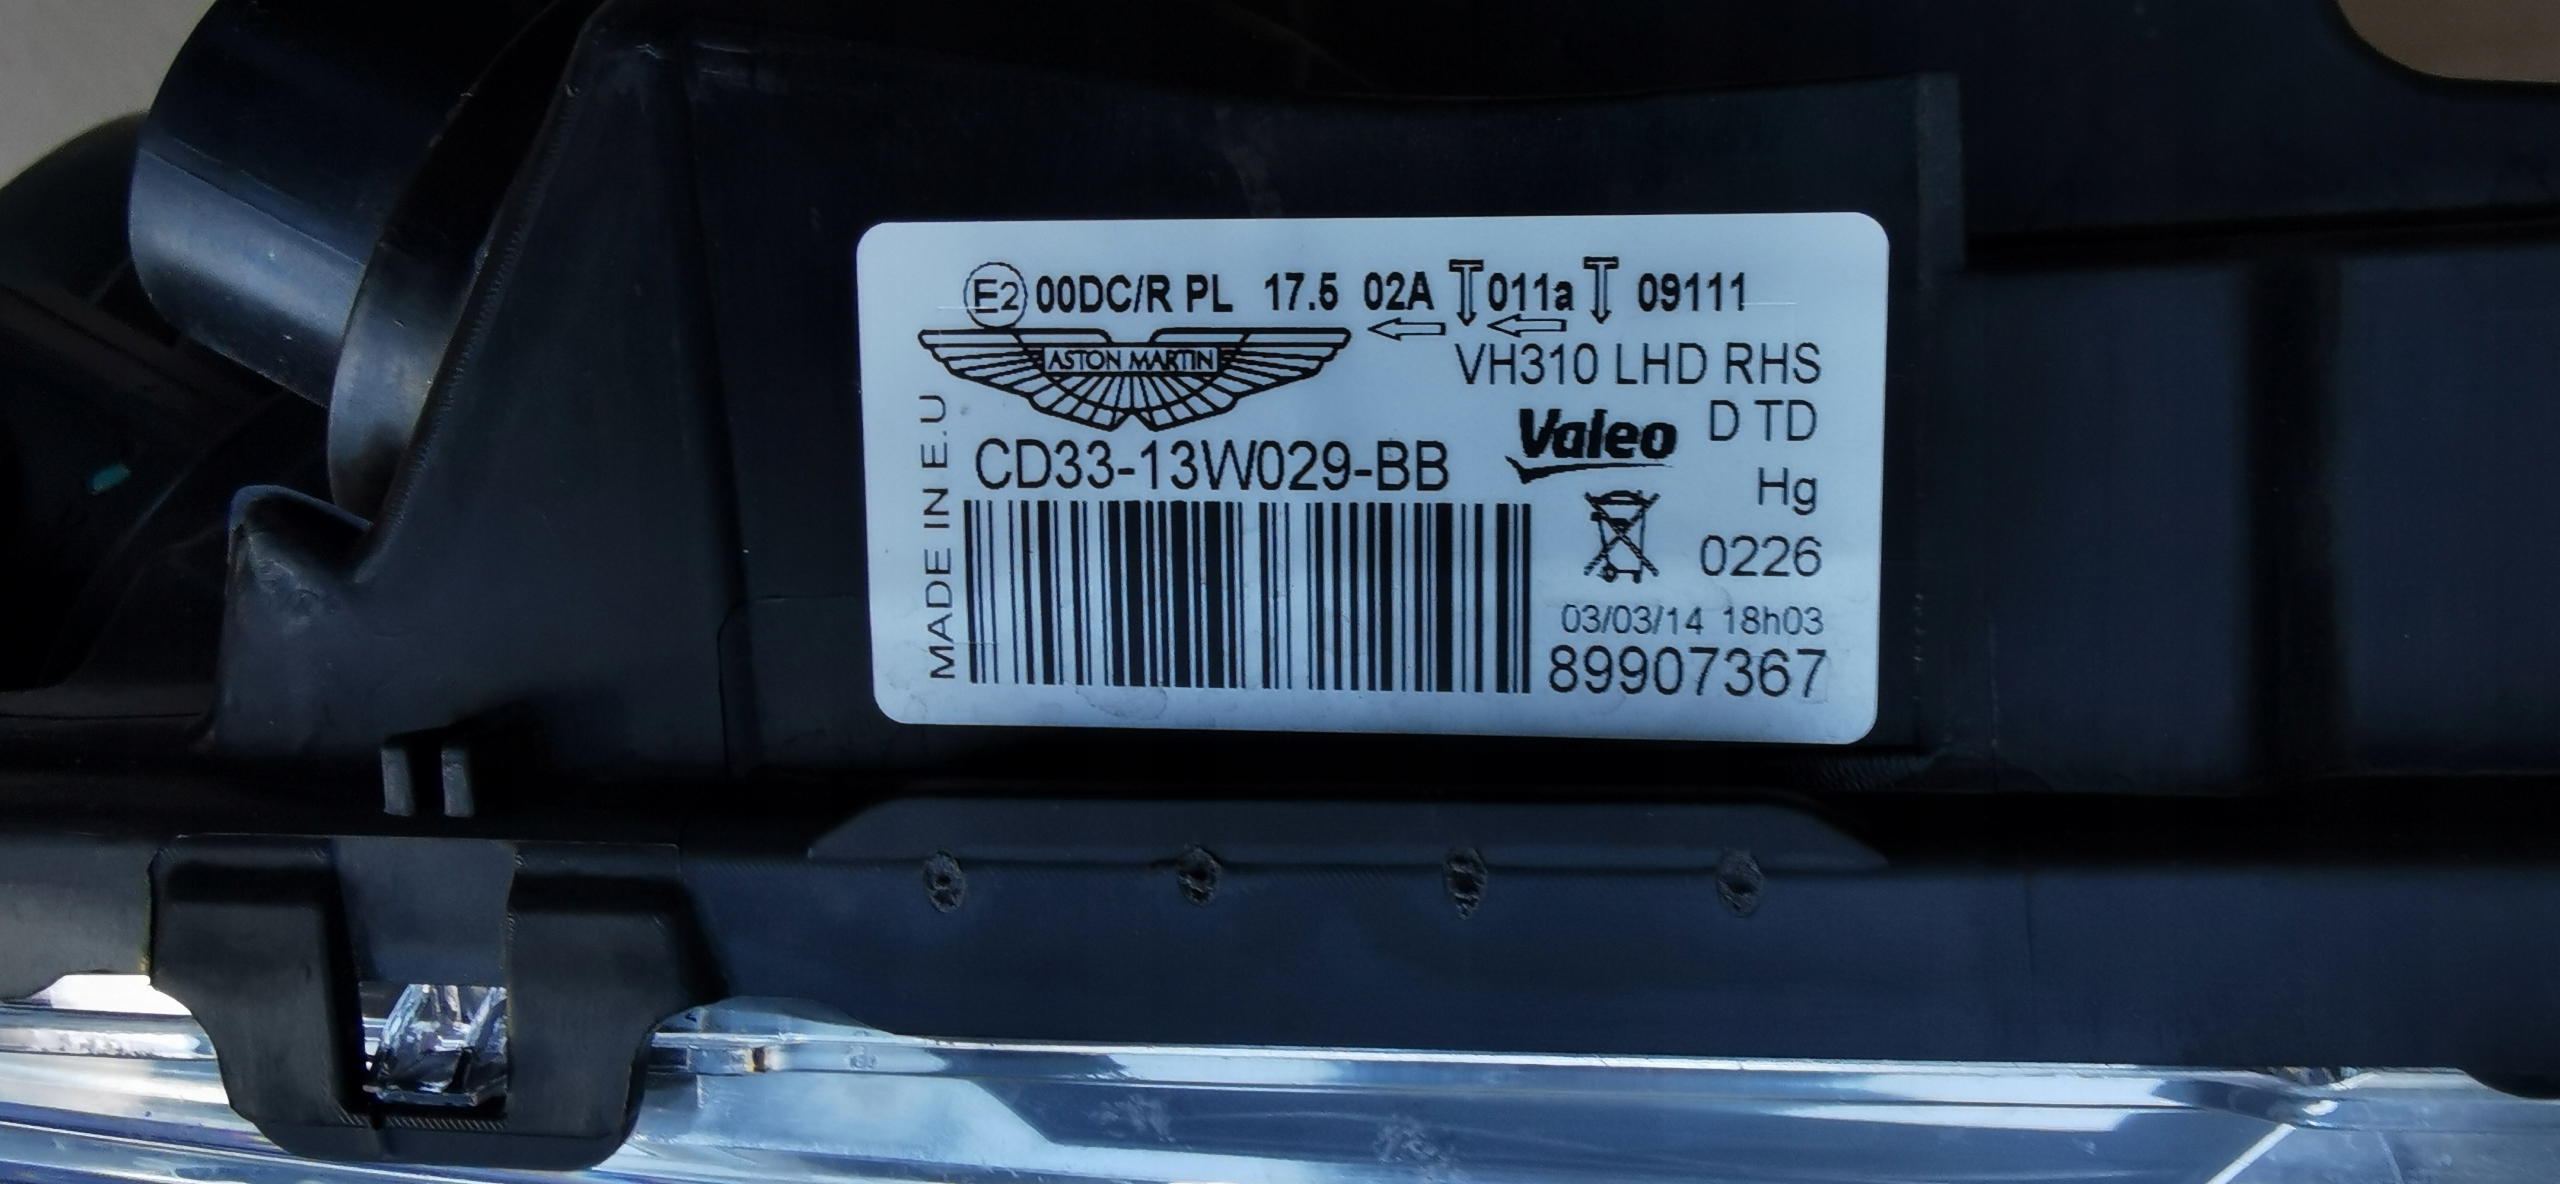 E2 00DC/R PL 17.5 02A 011a 09111
ASTON MARTIN
VH310 LHD RHS
Valeo D TD
CD33-13W029-BB
Hg
MADE IN E.U
0226
03/03/14 18h03
89907367